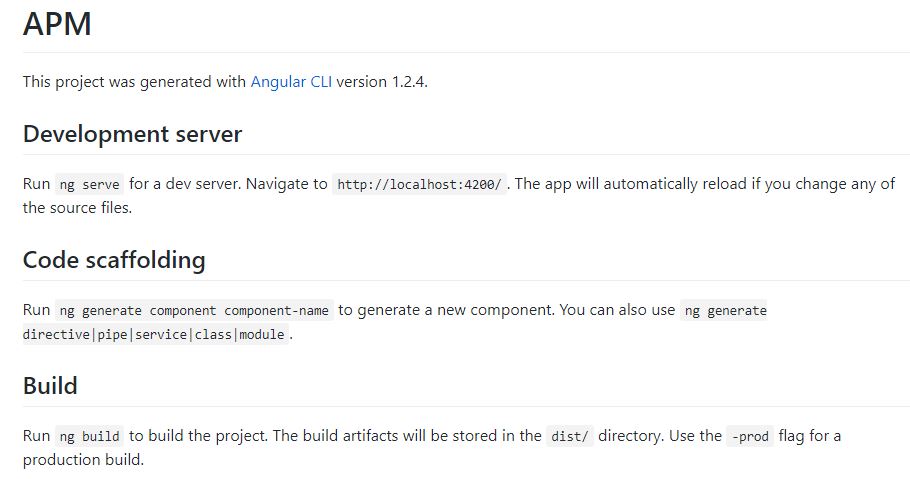 APM
This project was generated with Angular CLI version 1.2.4.
Development server
Run ng serve for a dev server. Navigate to http://localhost:4200/. The app will automatically reload if you change any of
the source files.
Code scaffolding
Run ng generate component component-name to generate a new component. You can also use ng generate
directive|pipe|service|class|module.
Build
Run ng build to build the project. The build artifacts will be stored in the dist/ directory. Use the -prod flag for a
production build.